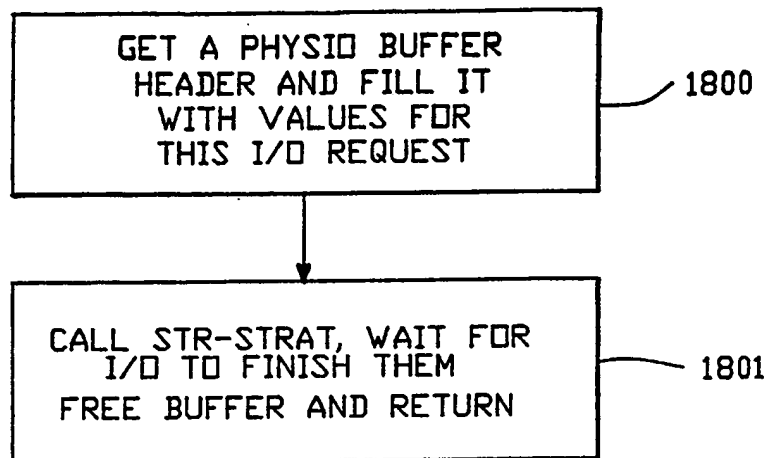 GET A PHYSIO BUFFER
HEADER AND FILL IT
WITH VALUES FOR
THIS I/O REQUEST
1800
CALL STR-STRAT, WAIT FOR
I/O TO FINISH THEM
FREE BUFFER AND RETURN
1801